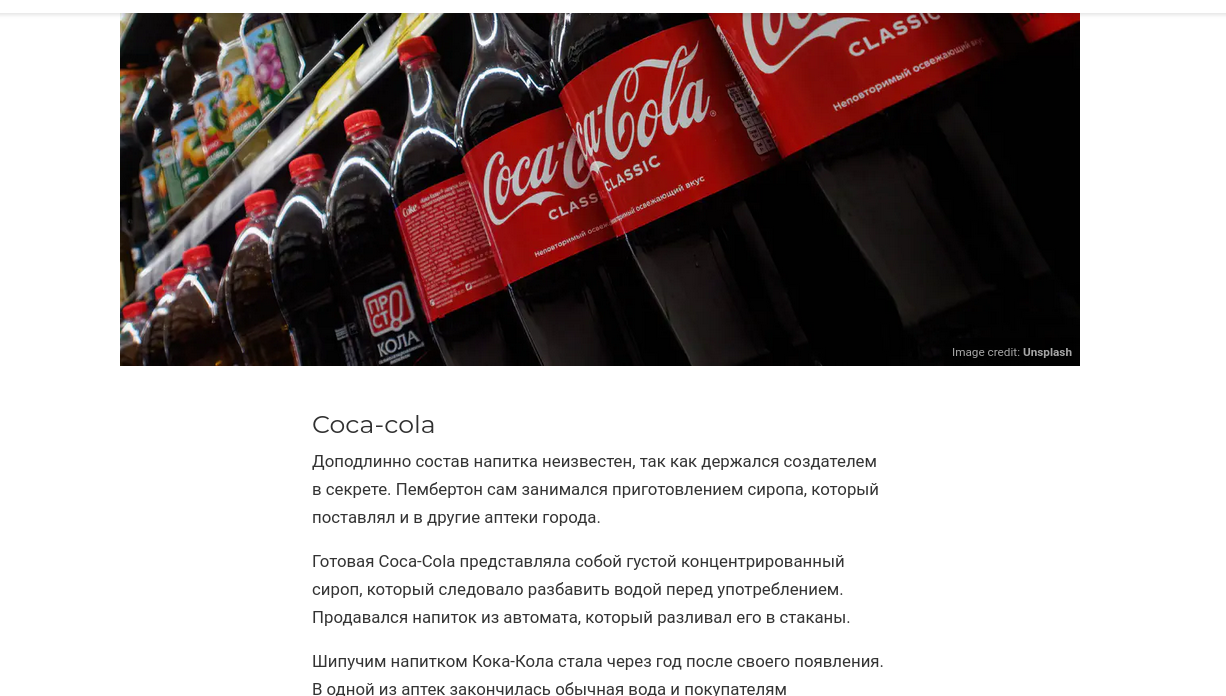 Coca-Cola
CLASSIC
Неповторимый освежающий вкус
Coca-Cola
CLASSIC
освежающий вкус
CLASSIC
Неповторимый освежающий
Coke
ПР
СТО
КОЛА
Image credit: Unsplash
Coca-cola
Доподлинно состав напитка неизвестен, так как держался создателем
в секрете. Пембертон сам занимался приготовлением сиропа, который
поставлял и в другие аптеки города.
Готовая Coca-Cola представляла собой густой концентрированный
сироп, который следовало разбавить водой перед употреблением.
Продавался напиток из автомата, который разливал его в стаканы.
Шипучим напитком Кока-Кола стала через год после своего появления.
В одной из аптек закончилась обычная вода и покупателям